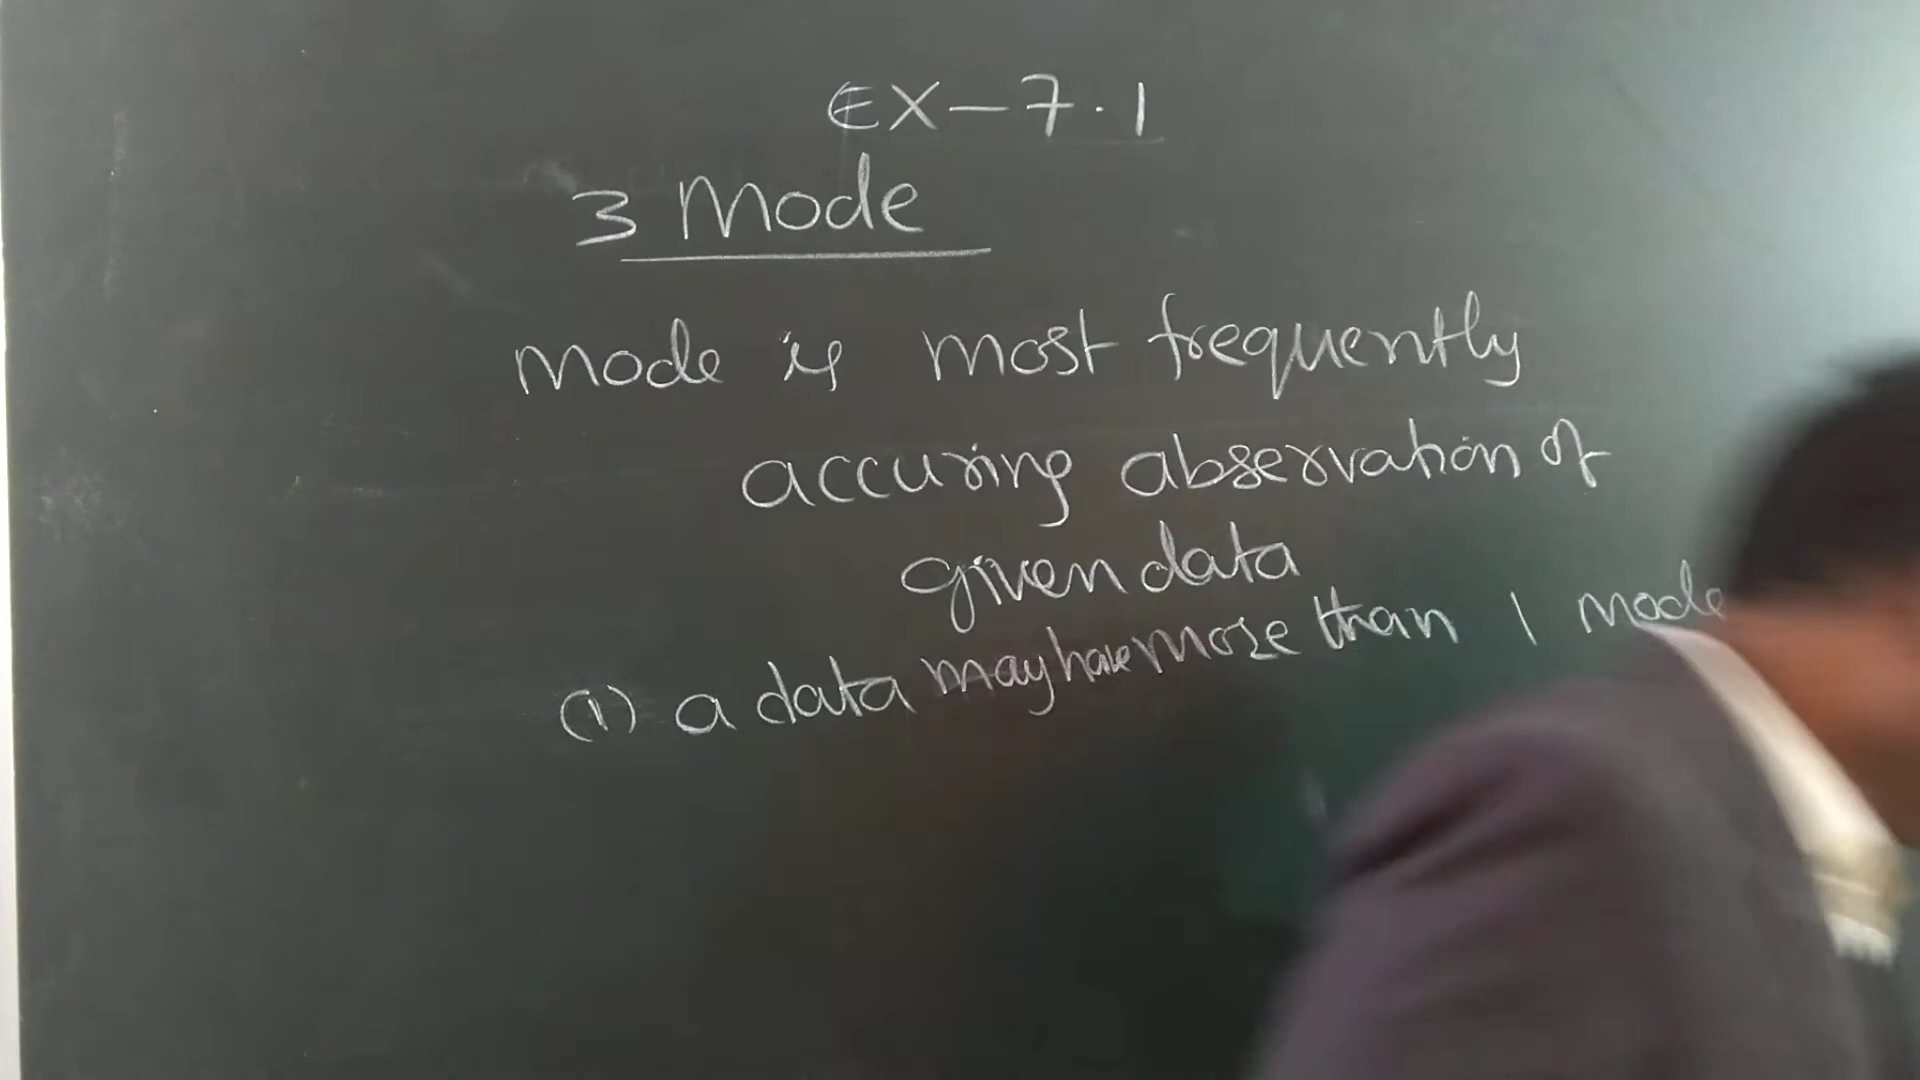 EX-7.1
3 Mode
mode is most frequently
accuring abservation of
given data
(1) a data may have more than 1 mode